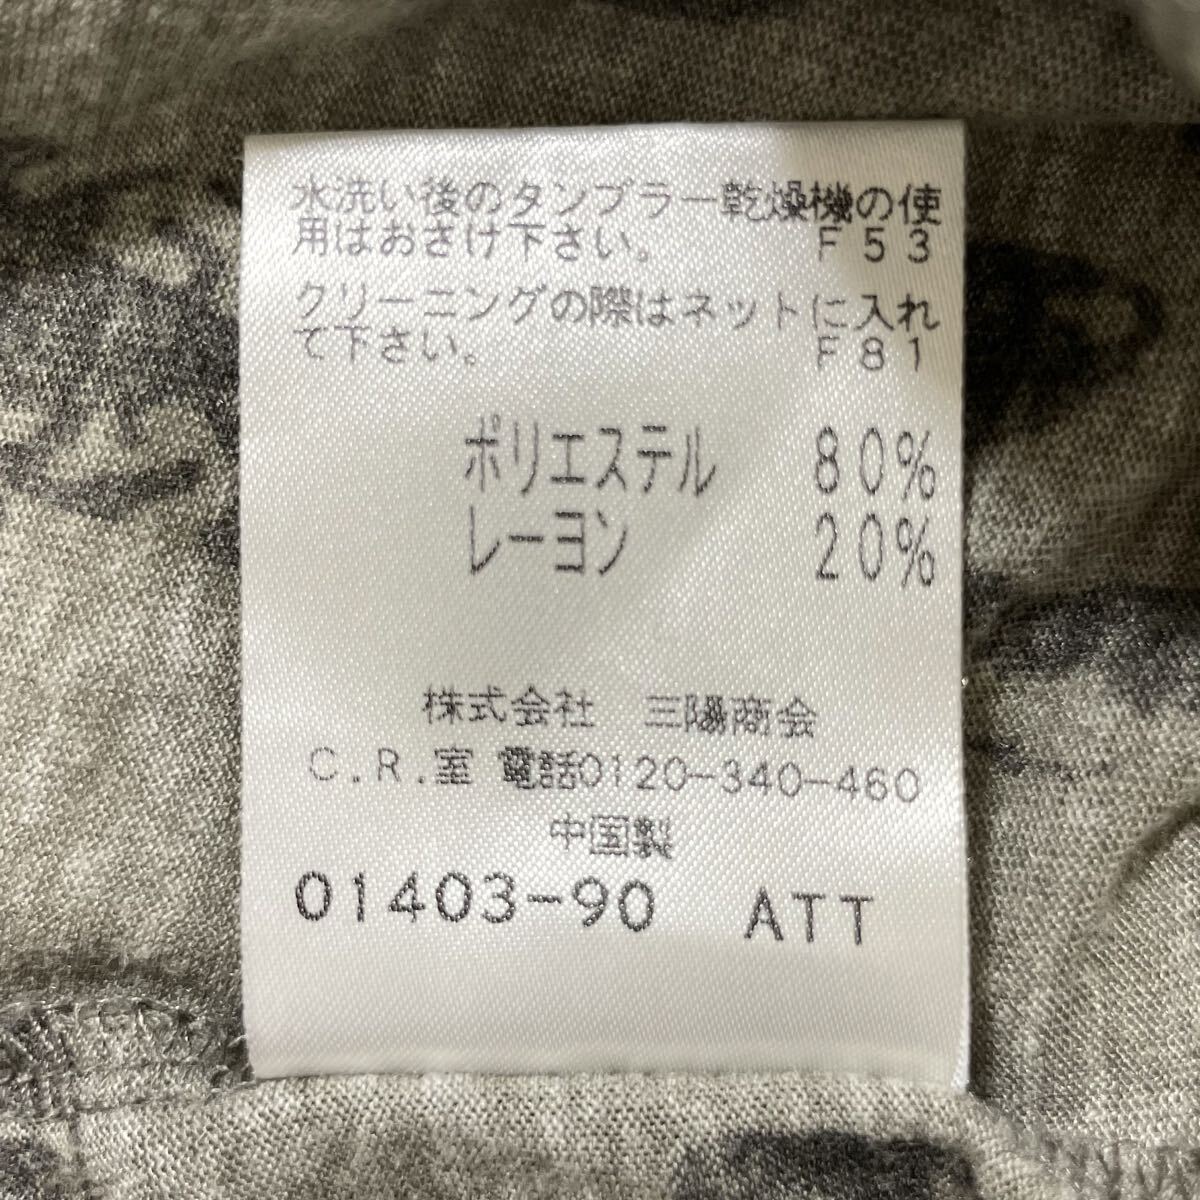 水洗い後のタンブラー乾燥機の使
用はおさけ下さい。 F53
クリーニングの際はネットに入れ
て下さい。 F81
ポリエステル 80%
レーヨン 20%
株式会社 三陽商会
C.R.室 電話0120-340-460
中国製
01403-90 ATT